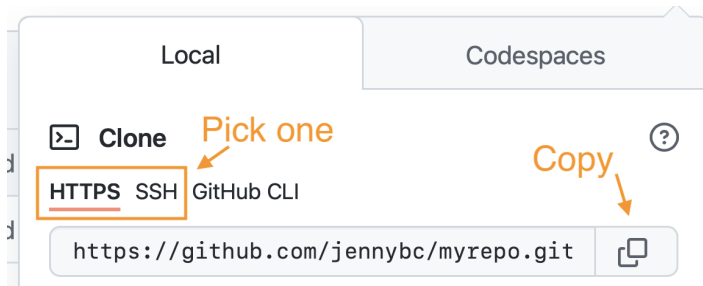 Local
Codespaces
Clone
Pick one
Copy
HTTPS
SSH
GitHub CLI
https://github.com/jennybc/myrepo.git